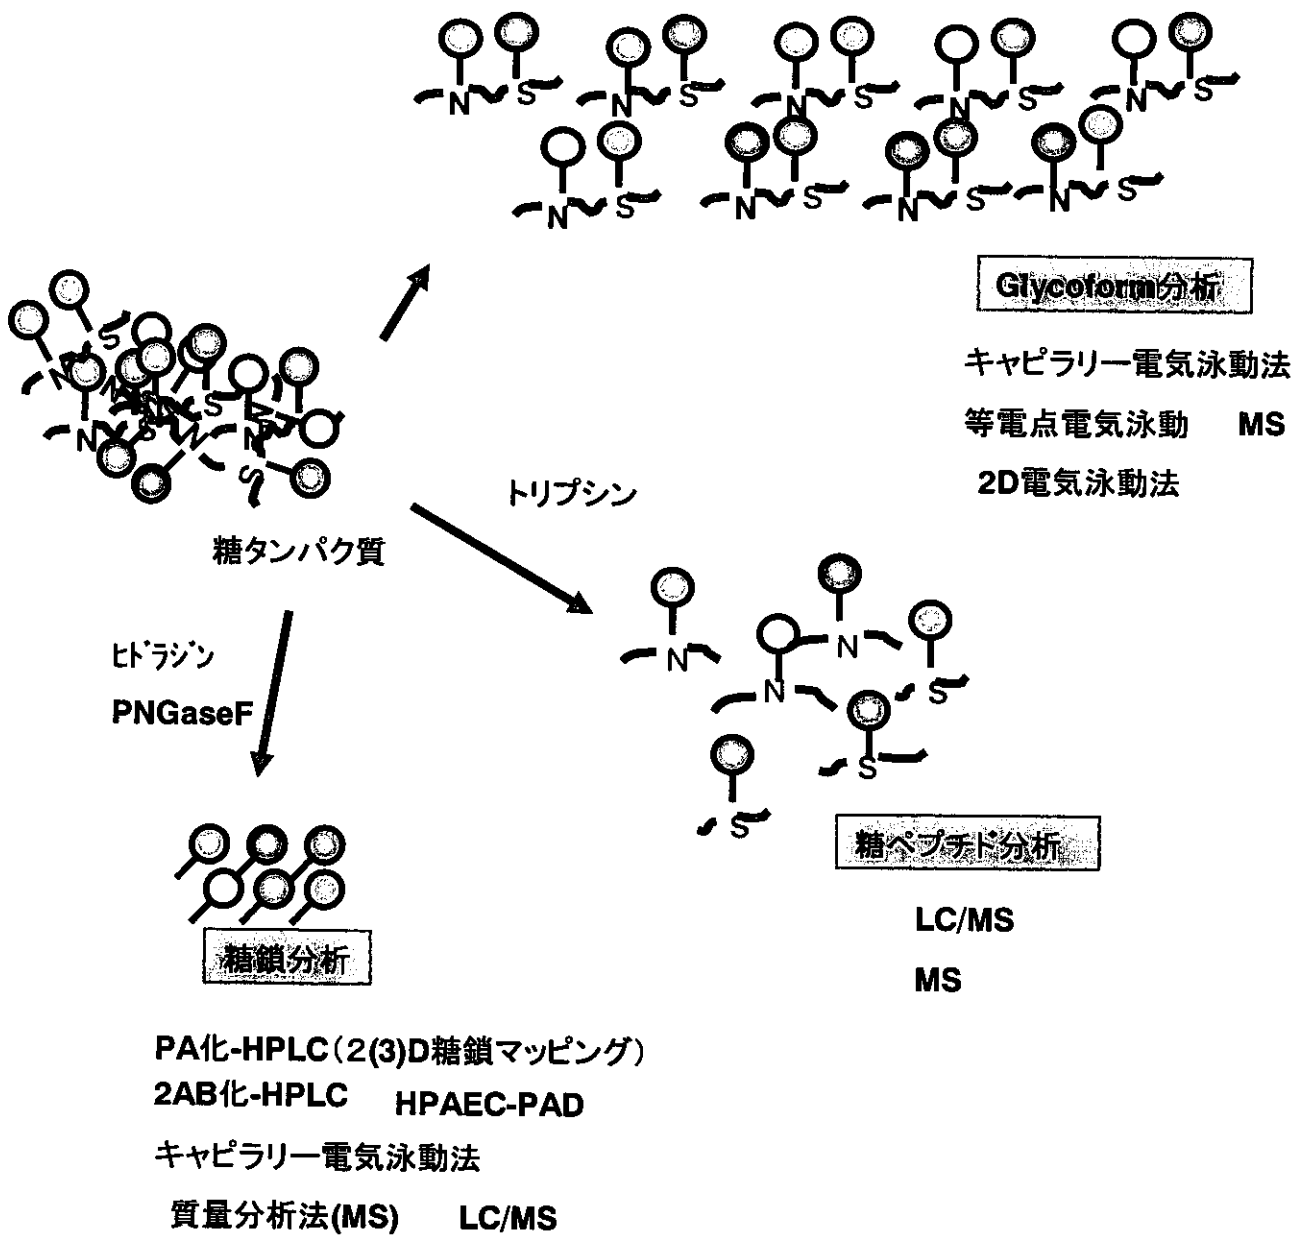 N S N S N S N S N S
N S N S N S N S
Glycoform分析
キャピラリー電気泳動法
等電点電気泳動 MS
2D電気泳動法
トリプシン
糖タンパク質
ヒドラジン
PNGaseF
N
N
N
S
S
S
糖ペプチド分析
LC/MS
MS
糖鎖分析
PA化-HPLC(2(3)D糖鎖マッピング)
2AB化-HPLC HPAEC-PAD
キャピラリー電気泳動法
質量分析法(MS) LC/MS